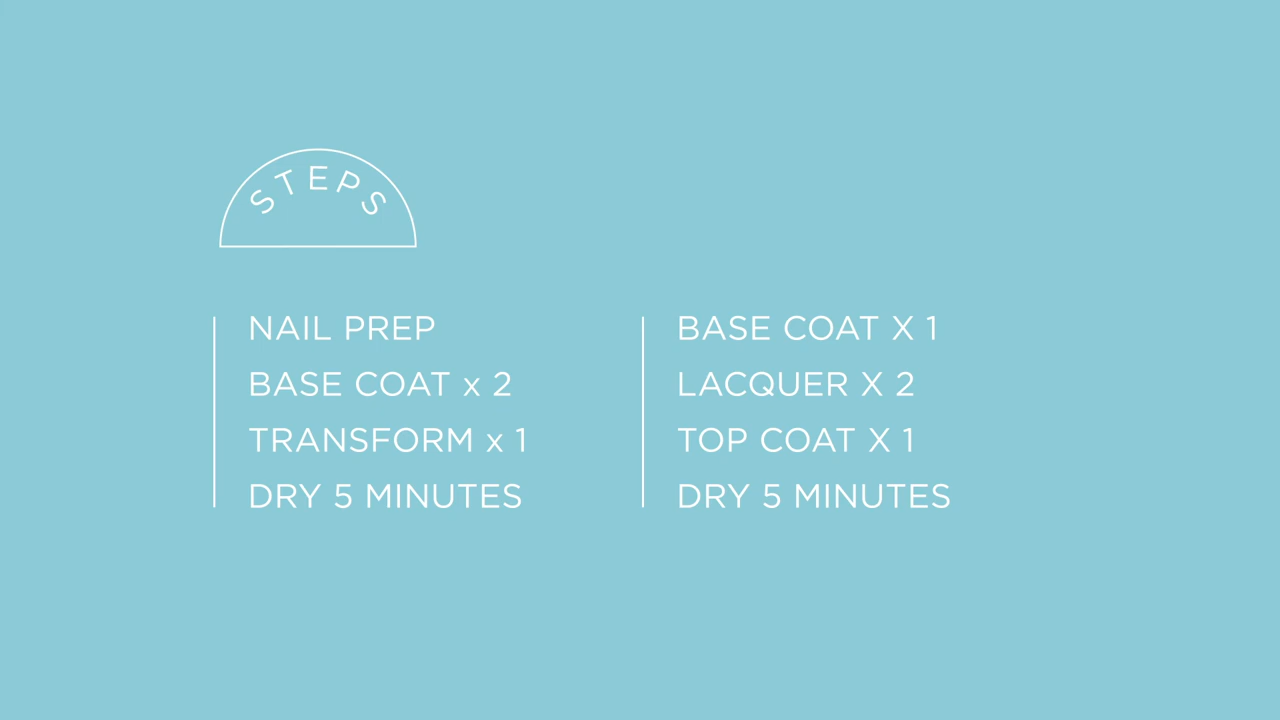 STEPS
NAIL PREP
BASE COAT x 2
TRANSFORM x 1
DRY 5 MINUTES
BASE COAT X 1
LACQUER X 2
TOP COAT X 1
DRY 5 MINUTES